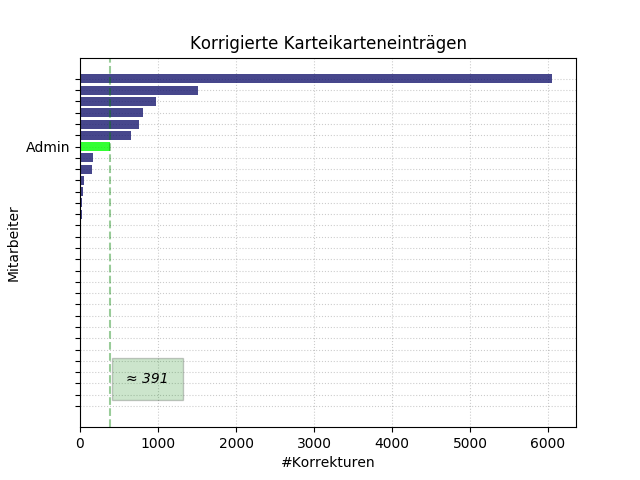 Korrigierte Karteikarteneinträgen
Admin
Mitarbeiter
≈ 391
0 1000 2000 3000 4000 5000 6000
#Korrekturen